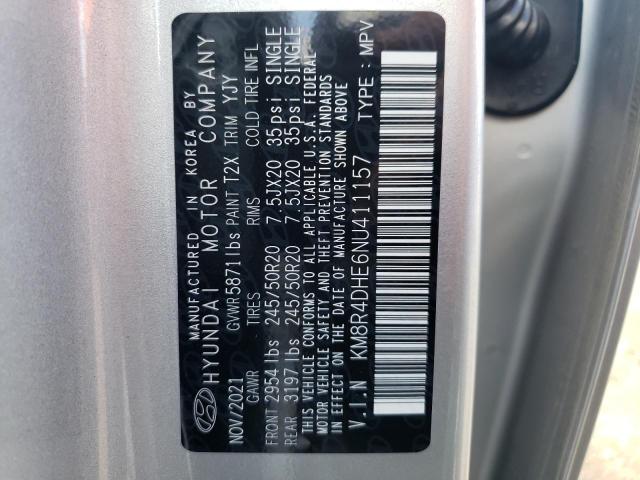 MANUFACTURED IN KOREA BY
HYUNDAI MOTOR COMPANY
NOV/2021 GVWR 5871lbs PAINT T2X TRIM YJY
GAWR TIRES RIMS COLD TIRE INFL
FRONT 2954 lbs 245/50R20 7.5JX20 35psi SINGLE
REAR 3197 lbs 245/50R20 7.5JX20 35psi SINGLE
THIS VEHICLE CONFORMS TO ALL APPLICABLE U.S.A. FEDERAL
MOTOR VEHICLE SAFETY AND THEFT PREVENTION STANDARDS
IN EFFECT ON THE DATE OF MANUFACTURE SHOWN ABOVE
V.I.N KM8R4DHE6NU411157 TYPE : MPV